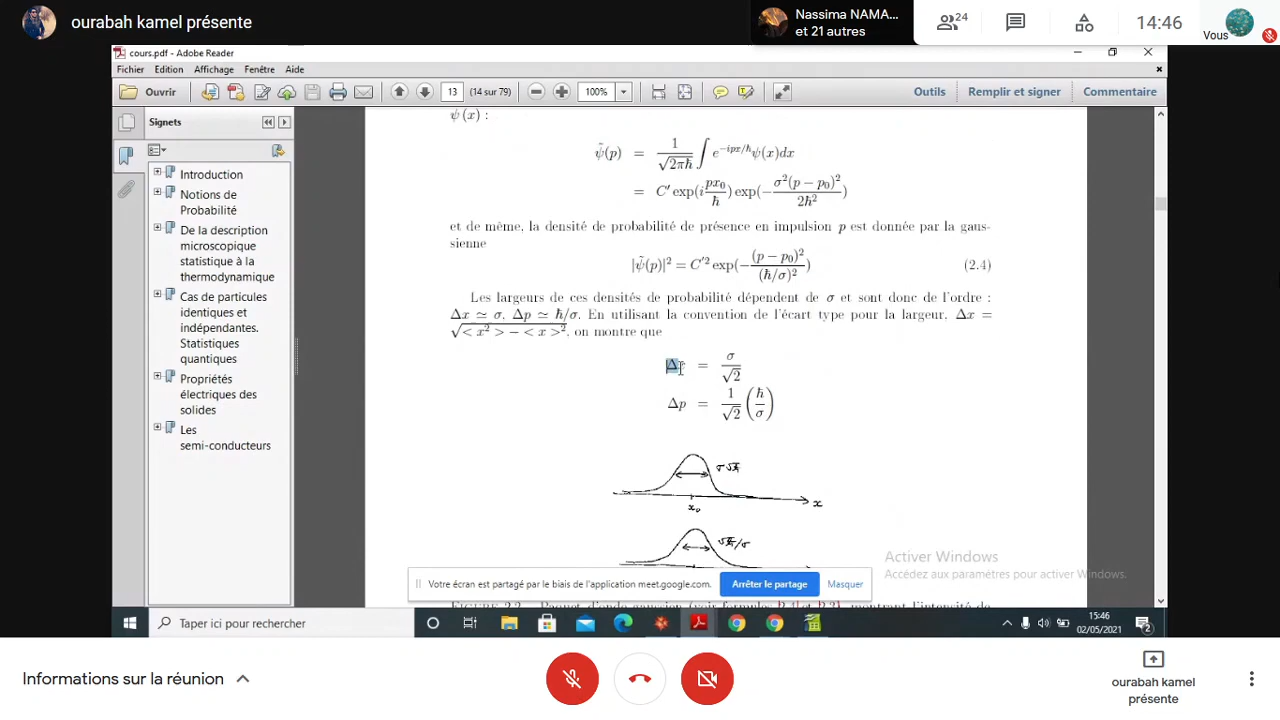 ourabah kamel présente
Nassima NAMA...
et 21 autres
24
14:46
Vous
cours.pdf - Adobe Reader
Fichier Edition Affichage Fenêtre Aide
Ouvrir 13 (14 sur 79) 100% Outils Remplir et signer Commentaire
Signets
Introduction
Notions de
Probabilité
De la description
microscopique
statistique à la
thermodynamique
Cas de particules
identiques et
indépendantes.
Statistiques
quantiques
Propriétés
électriques des
solides
Les
semi-conducteurs
ψ (x) :
ψ̃(p) = 1/√2πħ ∫ e^{-ipx/ħ} ψ(x)dx
= C′ exp(i px₀/ħ) exp(− σ²(p − p₀)²/2ħ²)
et de même, la densité de probabilité de présence en impulsion p est donnée par la gaus-
sienne
|ψ̃(p)|² = C′² exp(− (p − p₀)²/(ħ/σ)²) (2.4)
Les largeurs de ces densités de probabilité dépendent de σ et sont donc de l'ordre :
Δx ≃ σ, Δp ≃ ħ/σ. En utilisant la convention de l'écart type pour la largeur, Δx =
√< x² > − < x >², on montre que
Δ = σ/√2
Δp = 1/√2 (ħ/σ)
σ√ħ
x
x₀
√ħ/σ
Activer Windows
Accédez aux paramètres pour activer Windows.
Votre écran est partagé par le biais de l'application meet.google.com. Arrêter le partage Masquer
Taper ici pour rechercher
15:46
02/05/2021
2
Informations sur la réunion
ourabah kamel
présente